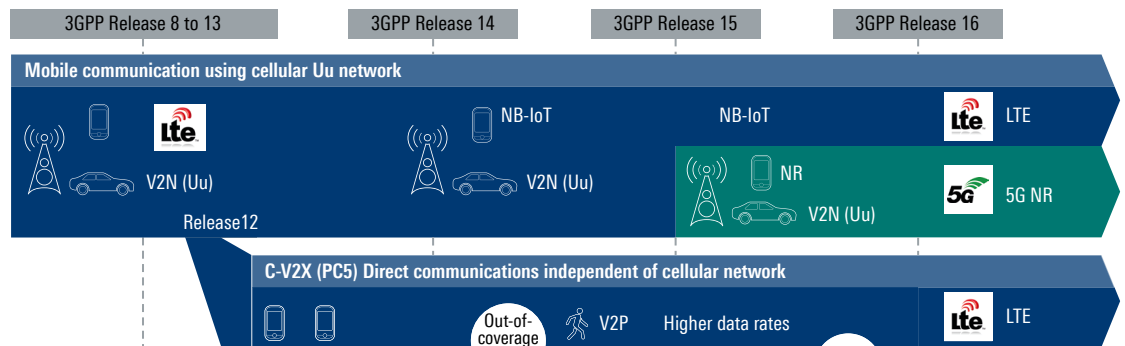 3GPP Release 8 to 13
3GPP Release 14
3GPP Release 15
3GPP Release 16
Mobile communication using cellular Uu network
Lte
NB-IoT
NB-IoT
Lte
LTE
V2N (Uu)
V2N (Uu)
NR
V2N (Uu)
5G
5G NR
Release12
C-V2X (PC5) Direct communications independent of cellular network
Out-of-
coverage
V2P
Higher data rates
Lte
LTE